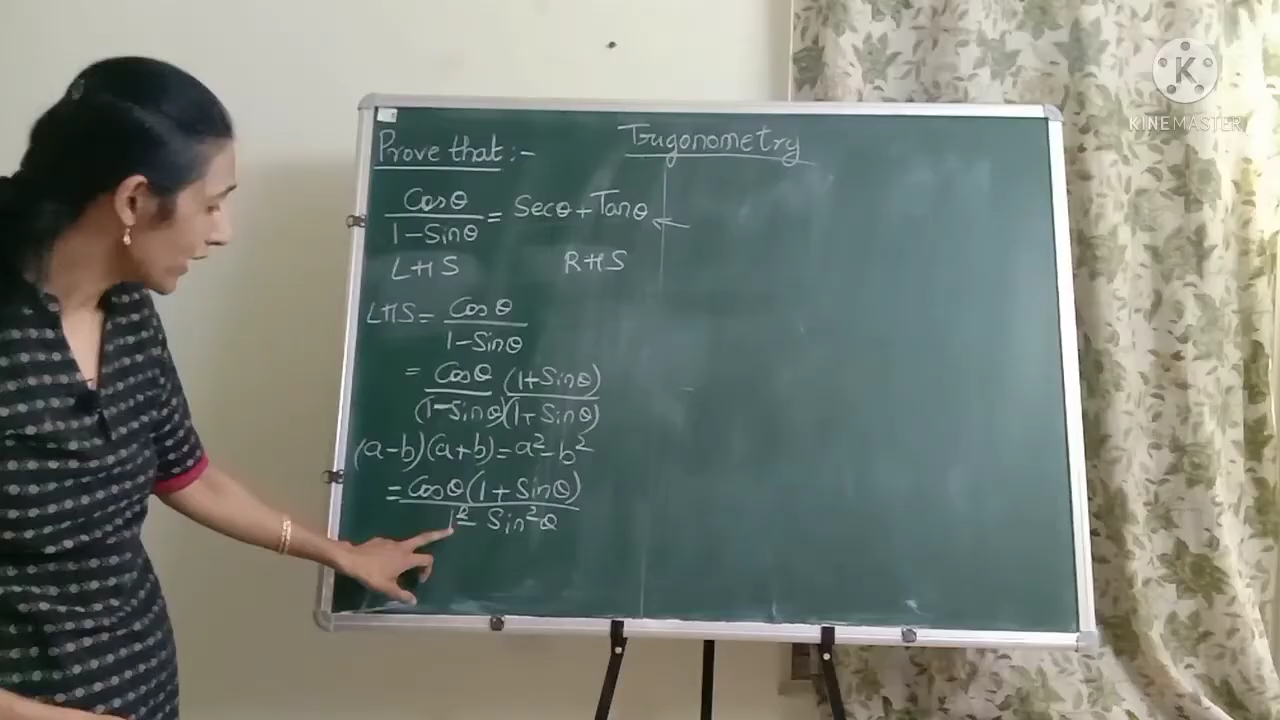 Trigonometry
Prove that :-
Cosθ / 1-Sinθ = Secθ + Tanθ ←
LHS RHS
LHS = Cosθ / 1-Sinθ
= Cosθ (1+Sinθ) / (1-Sinθ)(1+Sinθ)
(a-b)(a+b) = a²-b²
= Cosθ(1+Sinθ) / 1² - Sin²θ
K
KINEMASTER